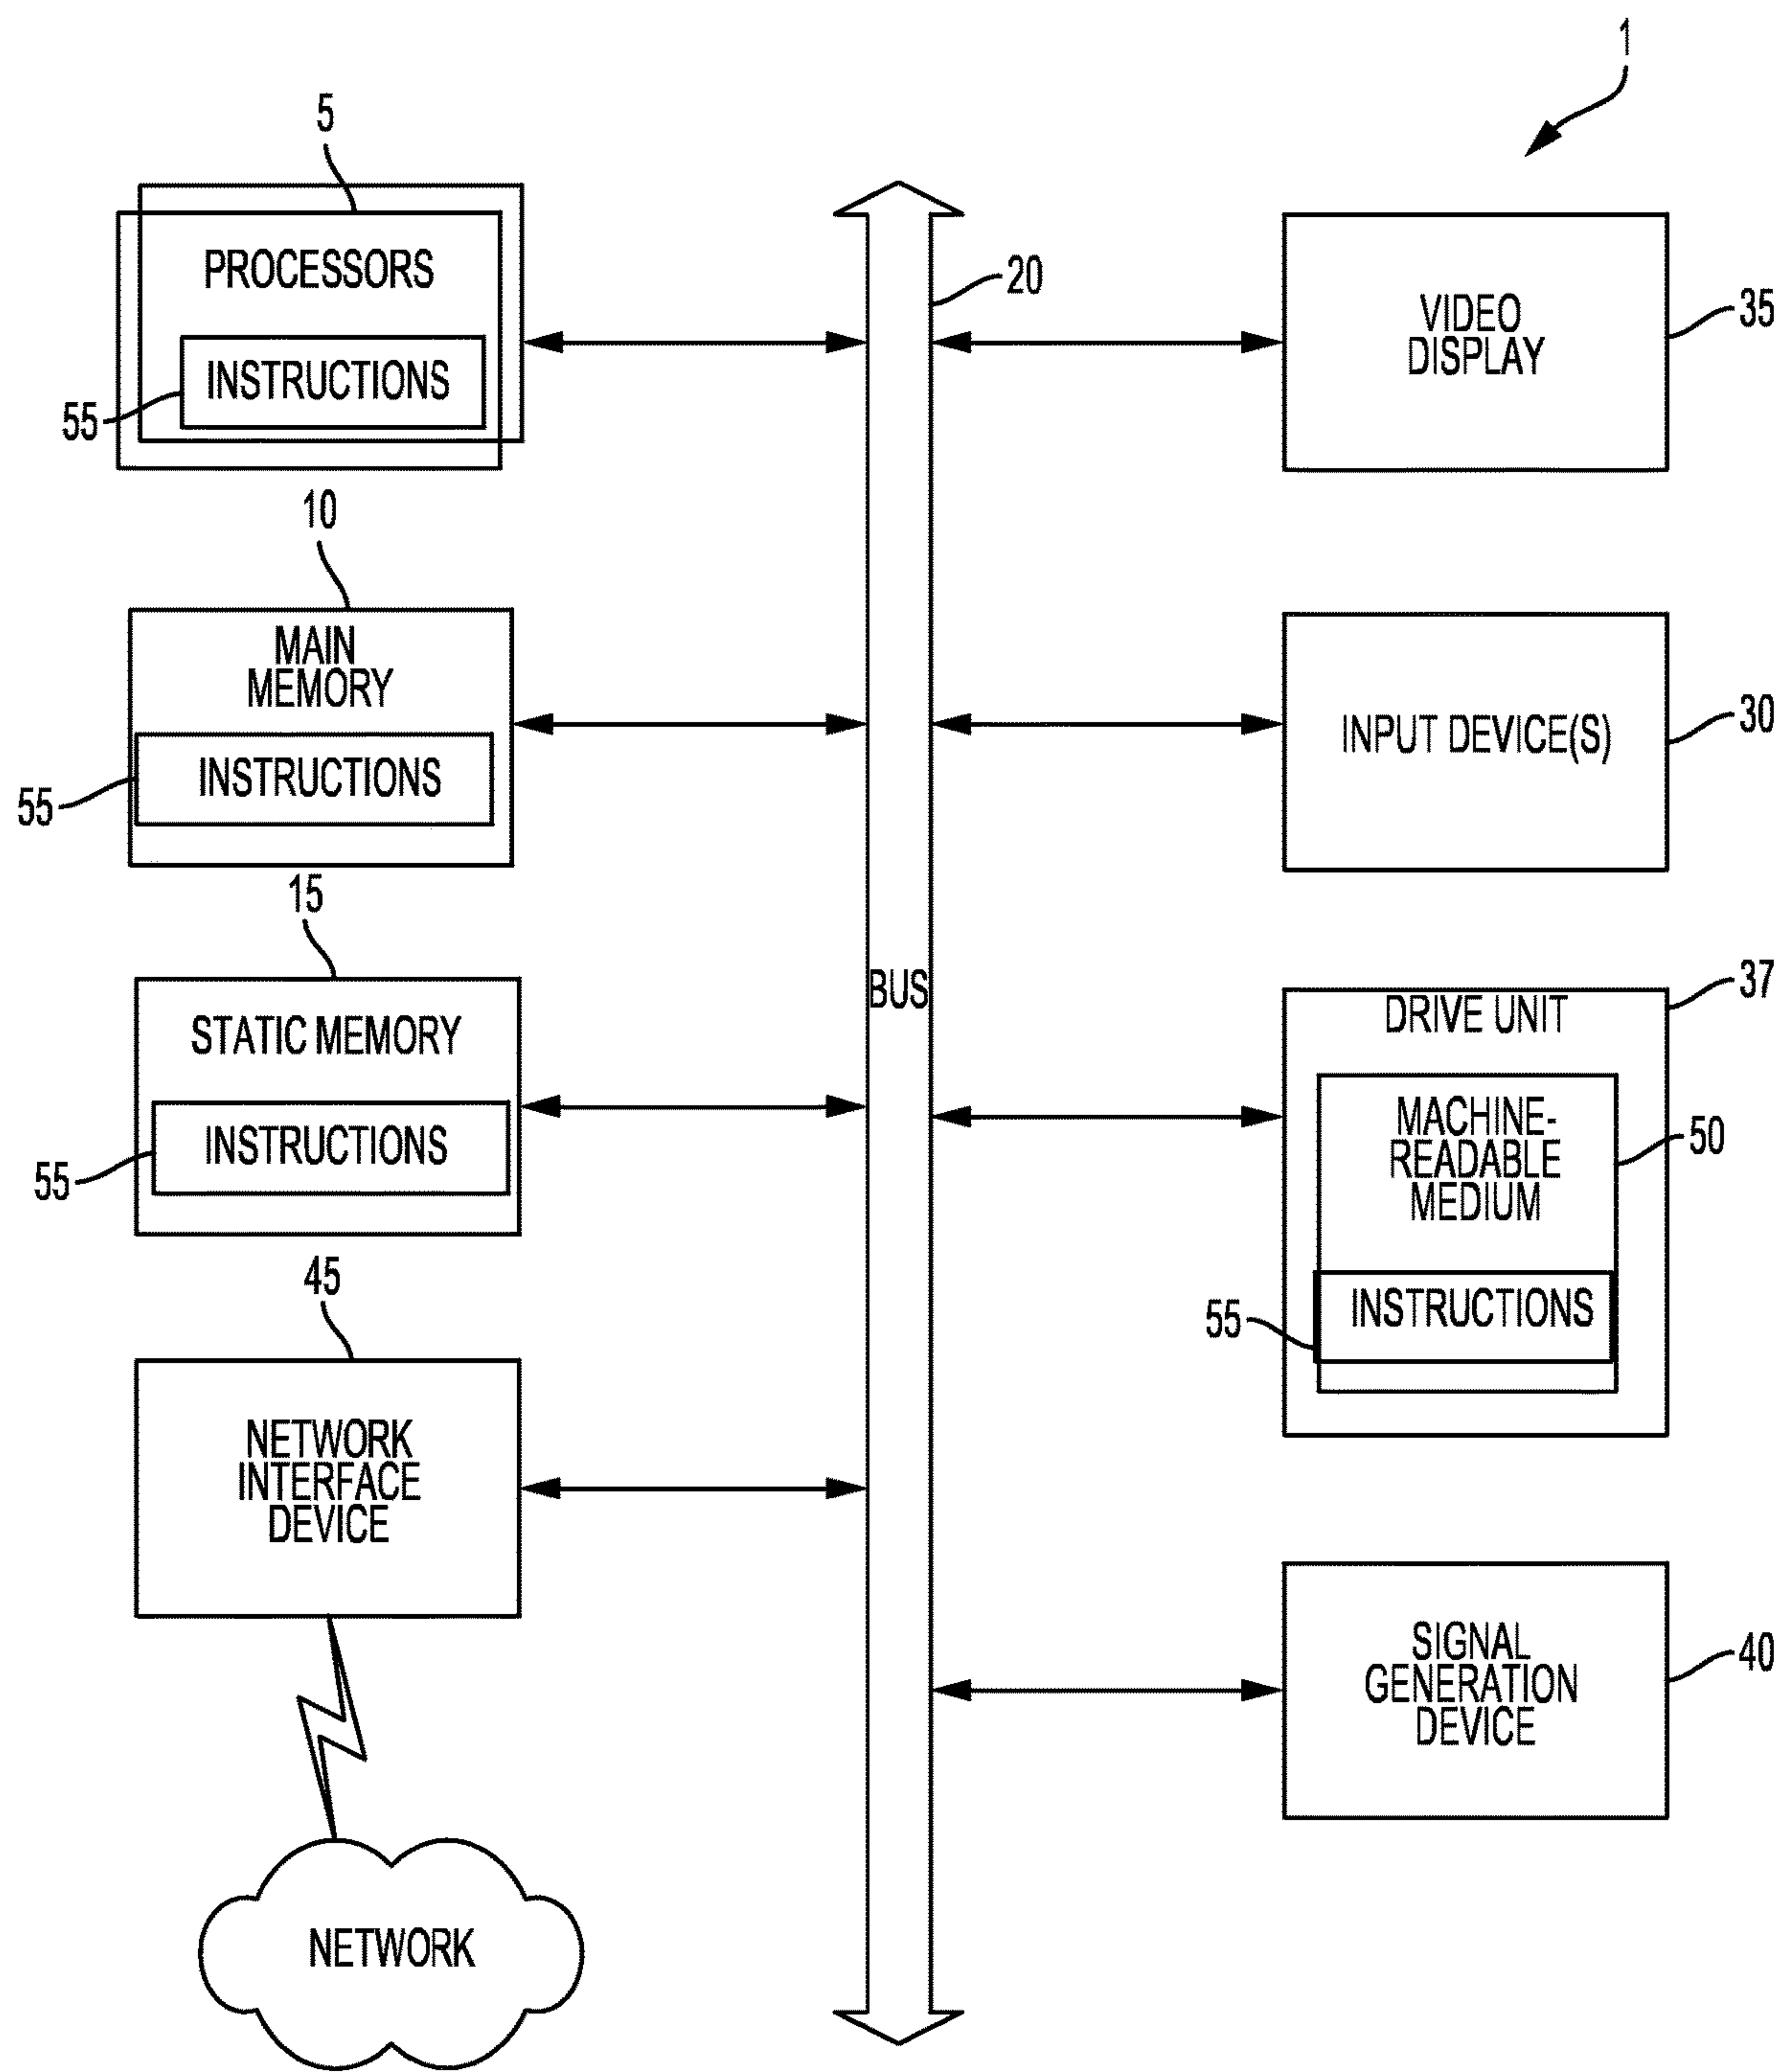 1
5
PROCESSORS
INSTRUCTIONS
55
10
MAIN
MEMORY
INSTRUCTIONS
55
15
STATIC MEMORY
INSTRUCTIONS
55
45
NETWORK
INTERFACE
DEVICE
NETWORK
20
BUS
VIDEO
DISPLAY
35
INPUT DEVICE(S)
30
37
DRIVE UNIT
MACHINE-
READABLE
MEDIUM
50
INSTRUCTIONS
55
SIGNAL
GENERATION
DEVICE
40